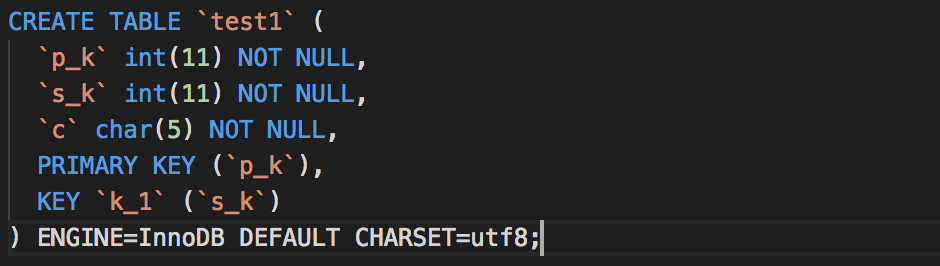 CREATE TABLE `test1` (
  `p_k` int(11) NOT NULL,
  `s_k` int(11) NOT NULL,
  `c` char(5) NOT NULL,
  PRIMARY KEY (`p_k`),
  KEY `k_1` (`s_k`)
) ENGINE=InnoDB DEFAULT CHARSET=utf8;